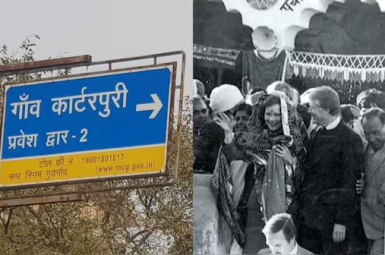 गाँव कार्टरपुरी
प्रवेश द्वार - 2
टोल फ्री नं. 18001801817
नगर निगम गुड़गाँव (www.mcg.gov.in)